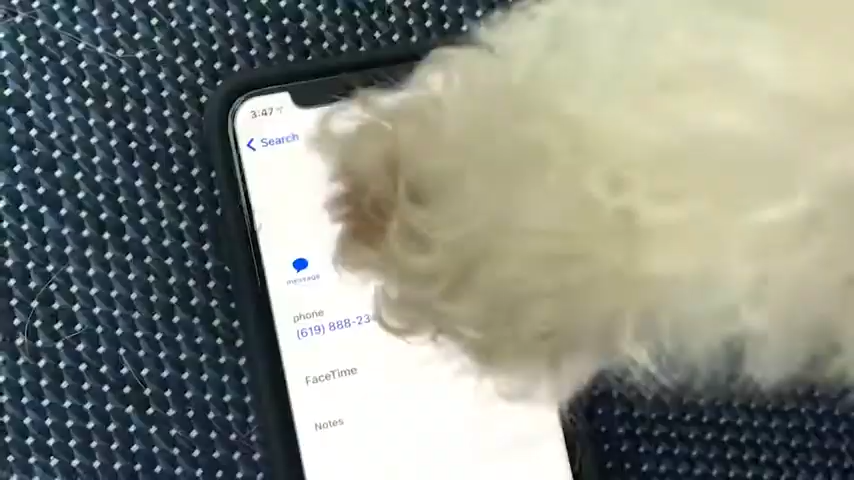 3:47
Search
message
phone
(619) 888-23
FaceTime
Notes